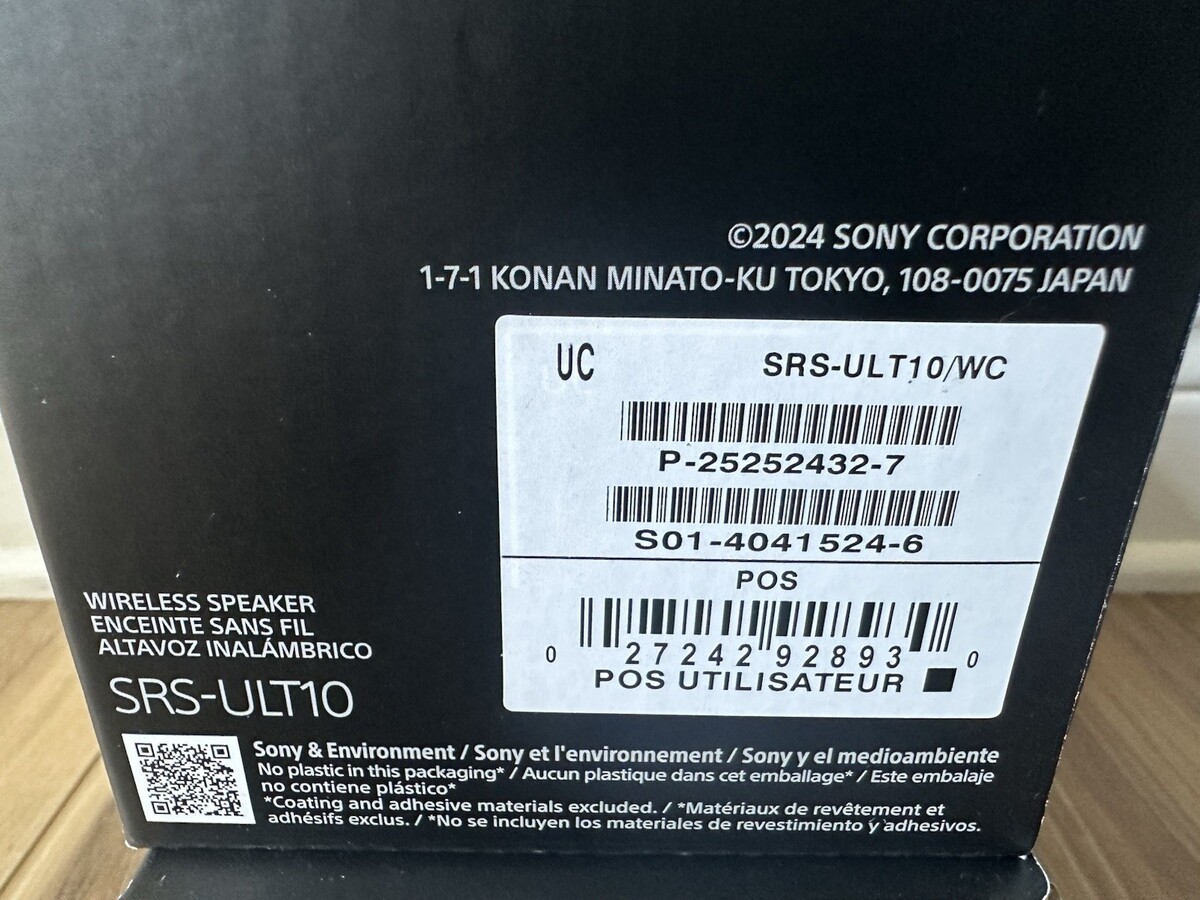 ©2024 SONY CORPORATION
1-7-1 KONAN MINATO-KU TOKYO, 108-0075 JAPAN
UC SRS-ULT10/WC
P-25252432-7
S01-4041524-6
POS
0 27242 92893 0
POS UTILISATEUR
WIRELESS SPEAKER
ENCEINTE SANS FIL
ALTAVOZ INALÁMBRICO
SRS-ULT10
Sony & Environment / Sony et l'environnement / Sony y el medioambiente
No plastic in this packaging* / Aucun plastique dans cet emballage* / Este embalaje
no contiene plástico*
*Coating and adhesive materials excluded. / *Matériaux de revêtement et
adhésifs exclus. / *No se incluyen los materiales de revestimiento y adhesivos.